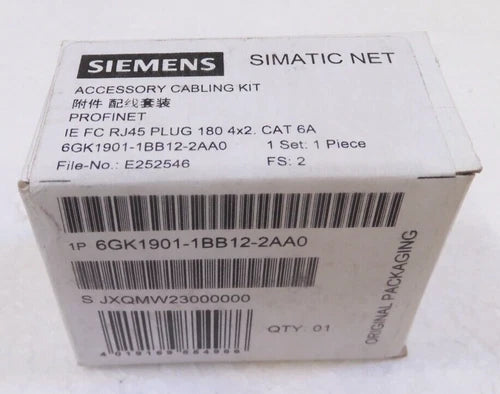 SIEMENS SIMATIC NET
ACCESSORY CABLING KIT
附件 配线套装
PROFINET
IE FC RJ45 PLUG 180 4x2. CAT 6A
6GK1901-1BB12-2AA0 1 Set: 1 Piece
File-No.: E252546 FS: 2
1P 6GK1901-1BB12-2AA0
S JXQMW23000000
QTY: 01
ORIGINAL PACKAGING